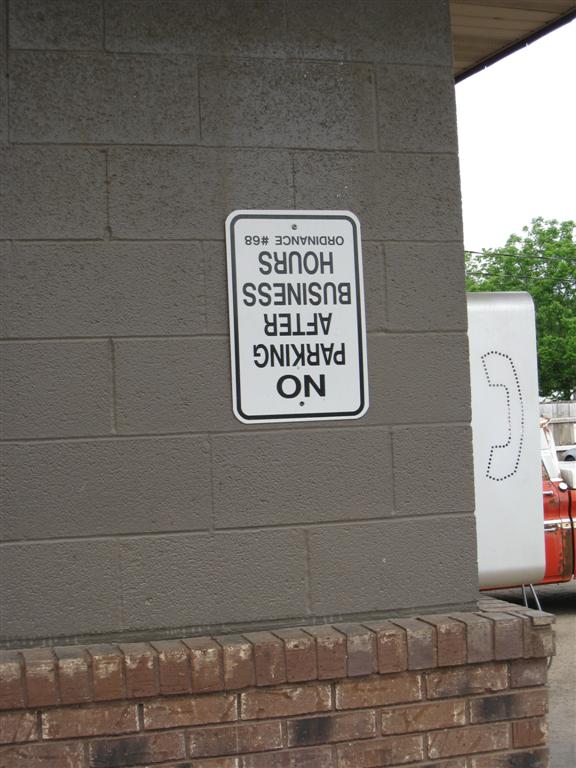 NO
PARKING
AFTER
BUSINESS
HOURS
ORDINANCE #68